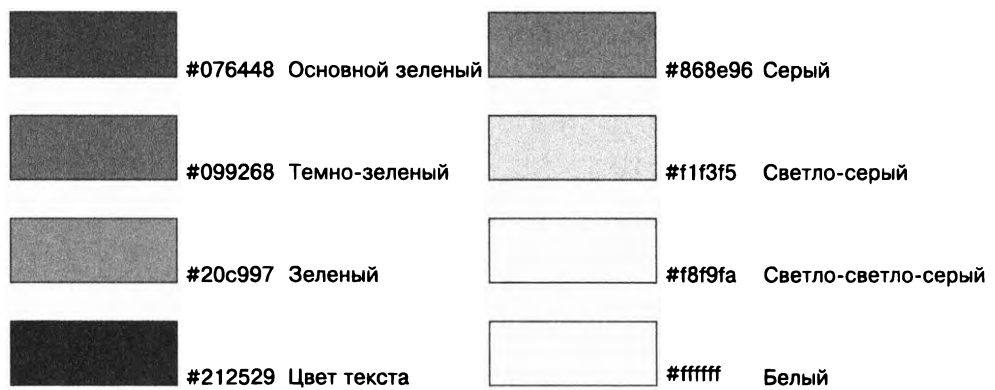 #076448 Основной зеленый #868e96 Серый
#099268 Темно-зеленый #f1f3f5 Светло-серый
#20c997 Зеленый #f8f9fa Светло-светло-серый
#212529 Цвет текста #ffffff Белый